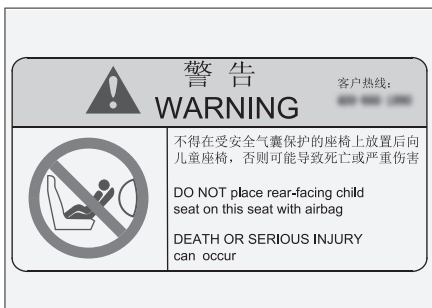 警告
WARNING
客户热线：
不得在受安全气囊保护的座椅上放置后向
儿童座椅，否则可能导致死亡或严重伤害
DO NOT place rear-facing child
seat on this seat with airbag
DEATH OR SERIOUS INJURY
can occur